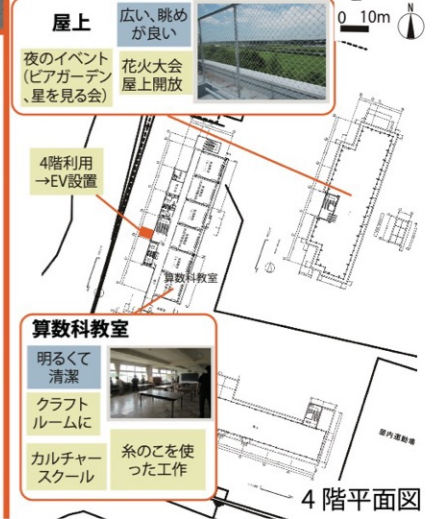 屋上
広い、眺め
が良い
0 10m
N
夜のイベント
(ビアガーデン
、星を見る会)
花火大会
屋上開放
4階利用
→EV設置
算数科教室
算数科教室
明るくて
清潔
クラフト
ルームに
カルチャー
スクール
糸のこを使
った工作
屋内運動場
4階平面図